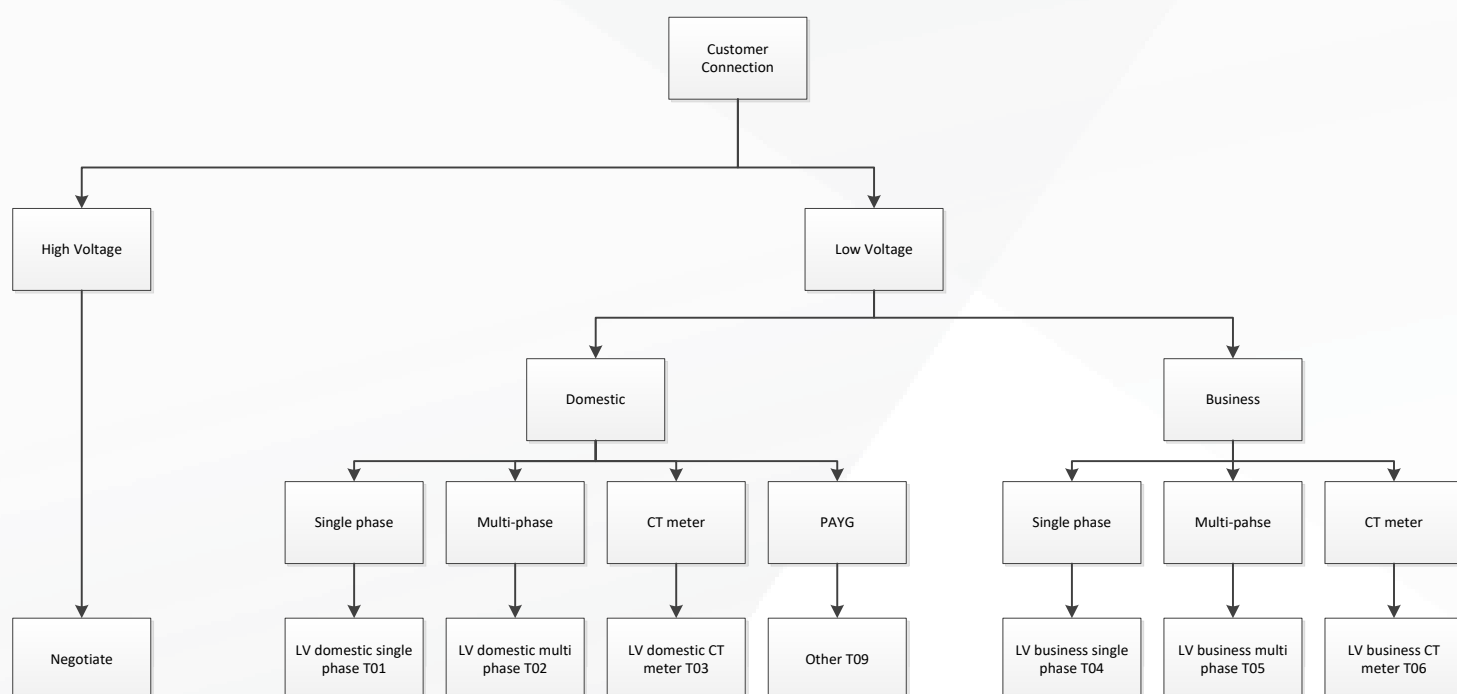 Customer
Connection
High Voltage
Low Voltage
Domestic
Business
Single phase
Multi-phase
CT meter
PAYG
Single phase
Multi-pahse
CT meter
Negotiate
LV domestic single
phase T01
LV domestic multi
phase T02
LV domestic CT
meter T03
Other T09
LV business single
phase T04
LV business multi
phase T05
LV business CT
meter T06